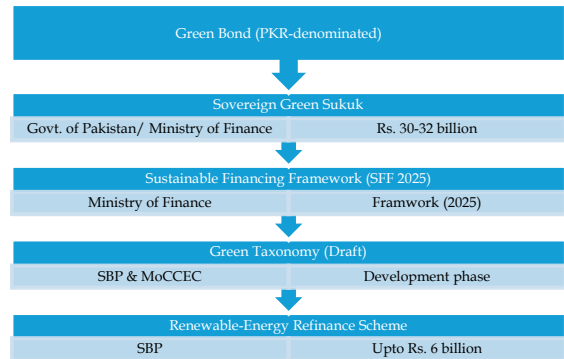 Green Bond (PKR-denominated)
Sovereign Green Sukuk
Govt. of Pakistan/ Ministry of Finance Rs. 30-32 billion
Sustainable Financing Framework (SFF 2025)
Ministry of Finance Framwork (2025)
Green Taxonomy (Draft)
SBP & MoCCEC Development phase
Renewable-Energy Refinance Scheme
SBP Upto Rs. 6 billion